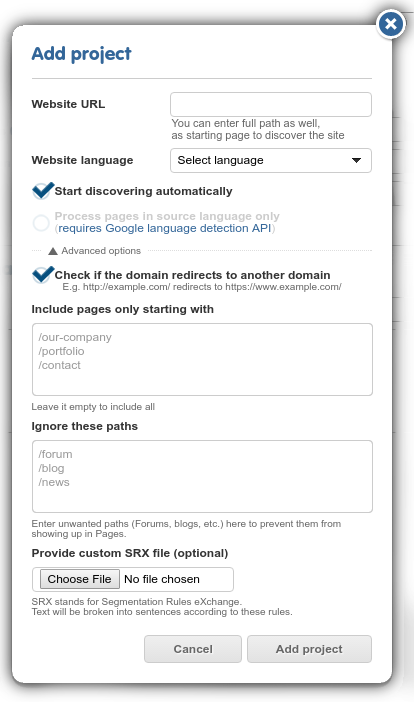 Add project
Website URL
You can enter full path as well,
as starting page to discover the site
Website language
Select language
Start discovering automatically
Process pages in source language only
(requires Google language detection API)
Advanced options
Check if the domain redirects to another domain
E.g. http://example.com/ redirects to https://www.example.com/
Include pages only starting with
/our-company
/portfolio
/contact
Leave it empty to include all
Ignore these paths
/forum
/blog
/news
Enter unwanted paths (Forums, blogs, etc.) here to prevent them from
showing up in Pages.
Provide custom SRX file (optional)
Choose File No file chosen
SRX stands for Segmentation Rules eXchange.
Text will be broken into sentences according to these rules.
Cancel Add project